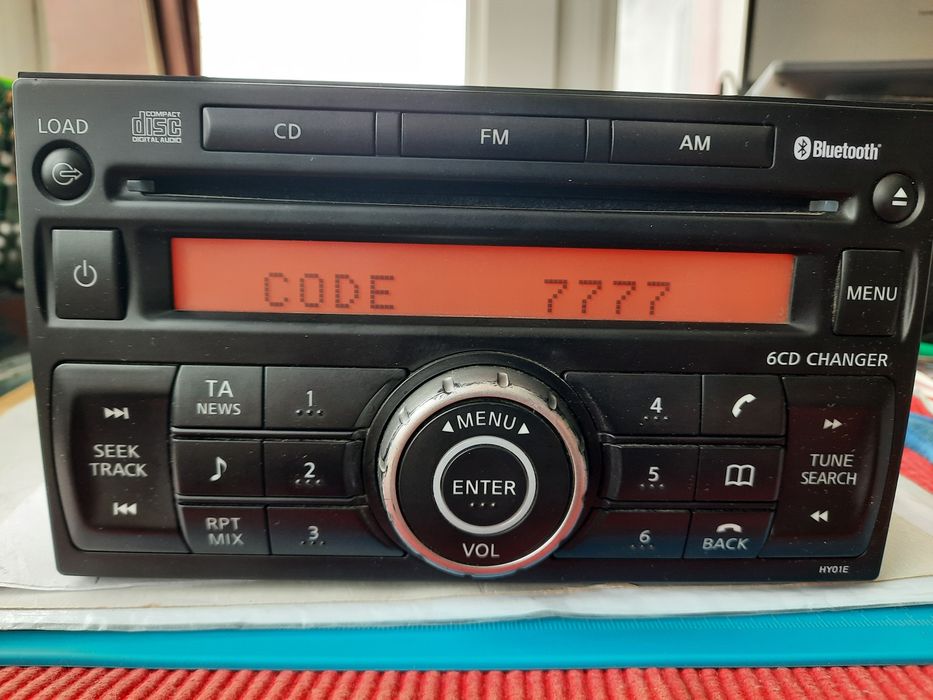 LOAD
COMPACT
disc
DIGITAL AUDIO
CD
FM
AM
Bluetooth®
CODE 7777
MENU
6CD CHANGER
SEEK
TRACK
TA
NEWS
1
2
RPT
MIX
3
MENU
ENTER
VOL
4
5
6
BACK
TUNE
SEARCH
HY01E